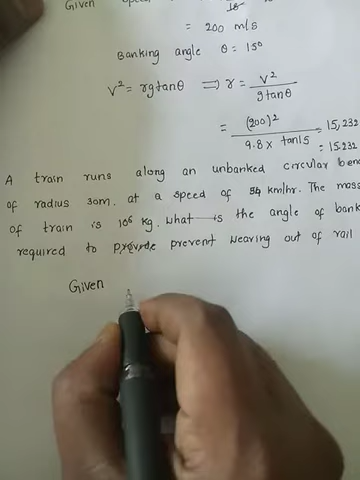 Given
= 200 m/s
Banking angle θ = 15°
V² = rg tanθ ⟹ r = V² / g tanθ
= (200)² / 9.8 × tan15 = 15,232
= 15.232
A train runs along an unbanked circular bend
of radius 30m. at a speed of 54 km/hr. The mass
of train is 10⁶ kg. what is the angle of bank
required to prevent wearing out of rail
Given